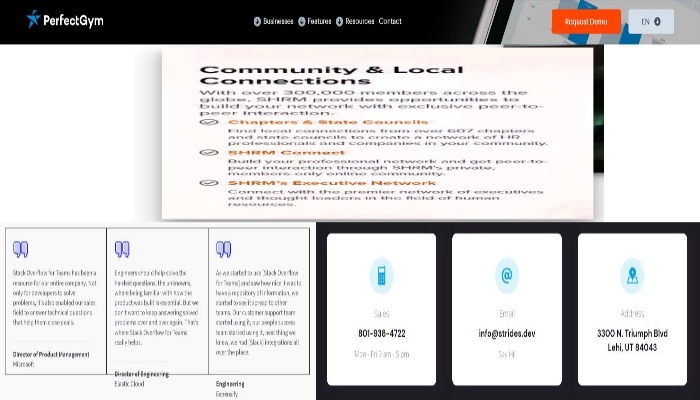 PerfectGym
Businesses Features Resources Contact
Request Demo
EN
Community & Local
Connections
With over 300,000 members across the
globe, SHRM provides opportunities to
build your network with exclusive peer-to-
peer interaction.
Chapters & State Councils
Find local connections from over 607 chapters
and state councils to create a network of HR
professionals and companies in your community.
SHRM Connect
Build your professional network and get peer-to-
peer interaction through SHRM's private,
members-only online community.
SHRM's Executive Network
Connect with the premier network of executives
and thought leaders in the field of human
resources.
Stack Overflow for Teams has been a
resource for our entire company. Not
only for developers to solve
problems, it's also enabled our sales
field to answer technical questions
that help them close deals.
Director of Product Management
Microsoft
Engineers should help solve the
hardest questions, the unknowns,
where being familiar with how the
product was built is essential. But we
don't want to keep answering solved
problems over and over again. That's
where Stack Overflow for Teams
really helps.
Director of Engineering
Elastic Cloud
As we started to use [Stack Overflow
for Teams] and saw how nice it was to
have a repository of information, we
started to see it spread to other
teams. Our customer support team
started using it, our people success
team started using it, next thing we
knew, we had [Slack] integrations all
over the place.
Engineering
Expensify
Sales
801-938-4722
Mon - Fri 9 am - 5 pm
@
Email
info@strides.dev
Say Hi!
Address
3300 N. Triumph Blvd
Lehi, UT 84043